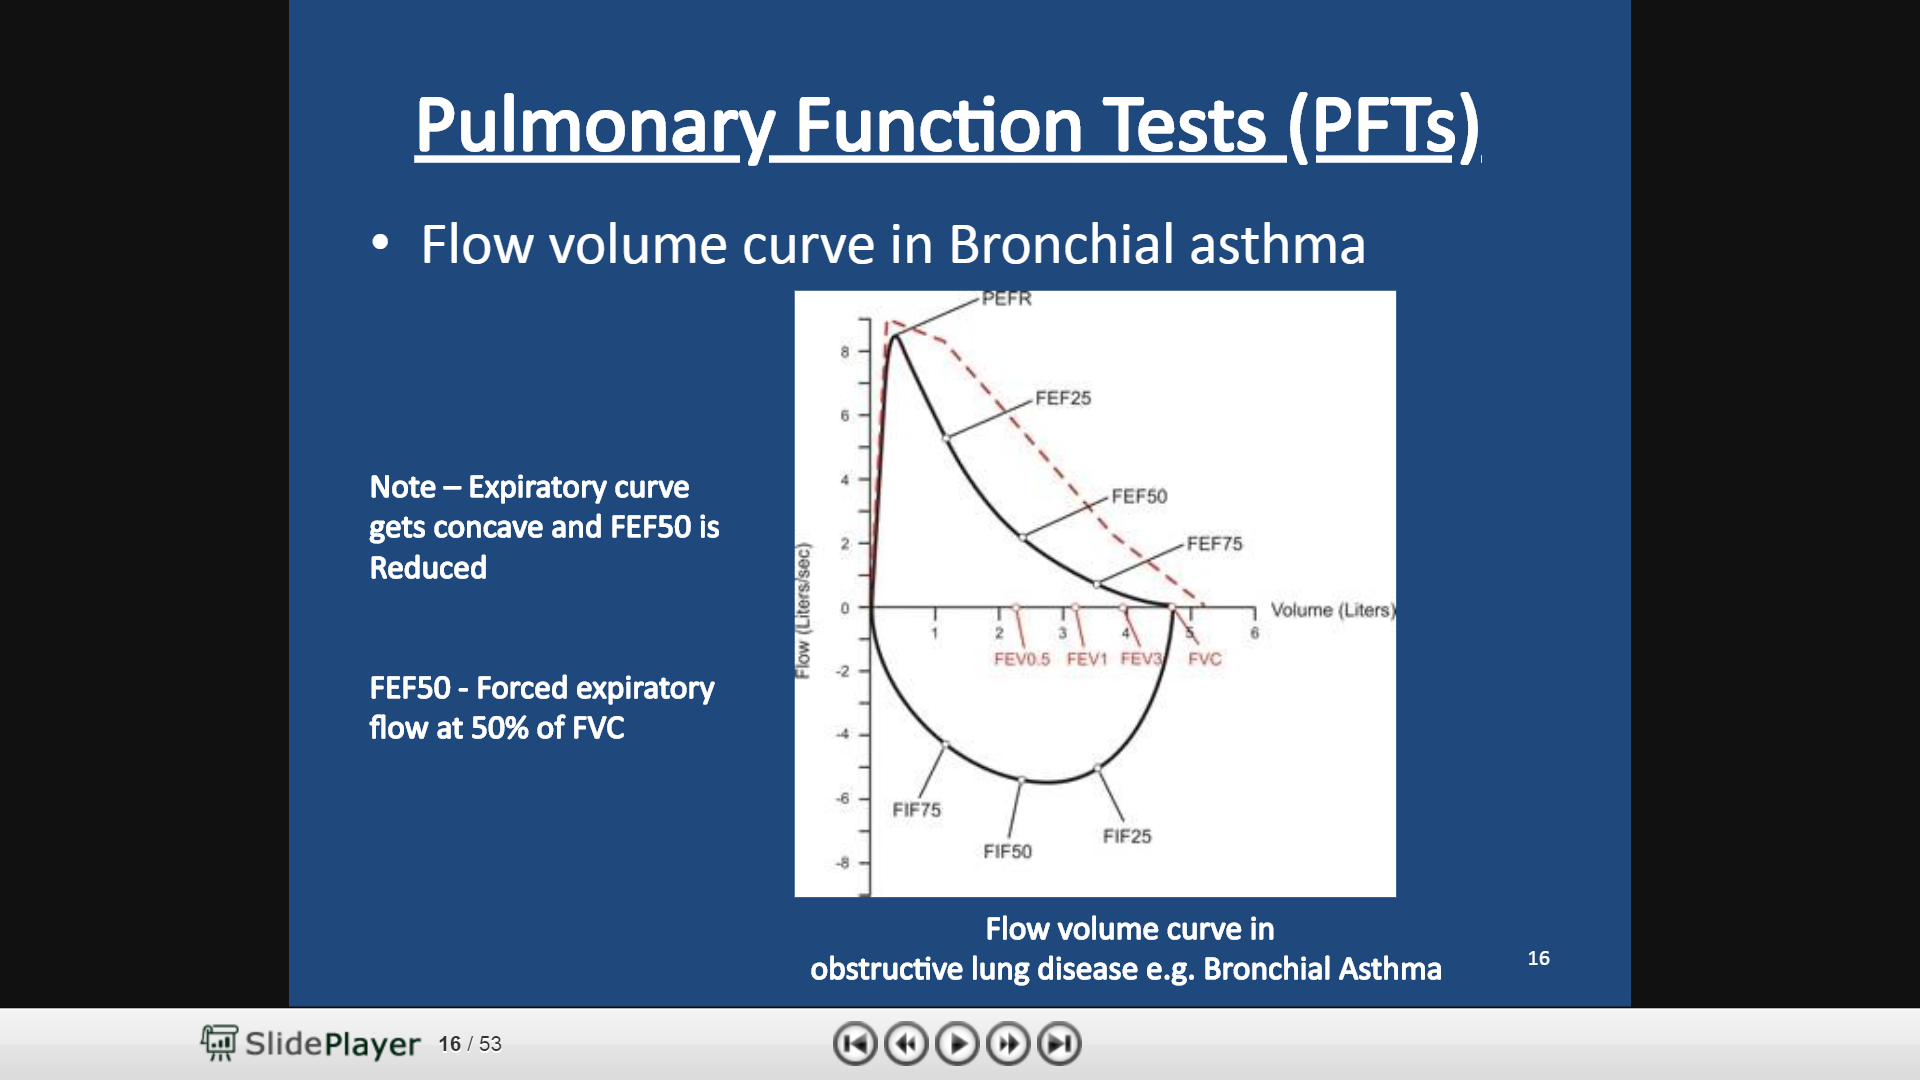 Pulmonary Function Tests (PFTs)
• Flow volume curve in Bronchial asthma
Note – Expiratory curve
gets concave and FEF50 is
Reduced
FEF50 - Forced expiratory
flow at 50% of FVC
PEFR
FEF25
FEF50
FEF75
8
6
4
2
0
-2
-4
-6
-8
Flow (Liters/sec)
1 2 3 4 5 6
Volume (Liters)
FEV0.5 FEV1 FEV3 FVC
FIF75
FIF50
FIF25
Flow volume curve in
obstructive lung disease e.g. Bronchial Asthma
16
SlidePlayer 16 / 53